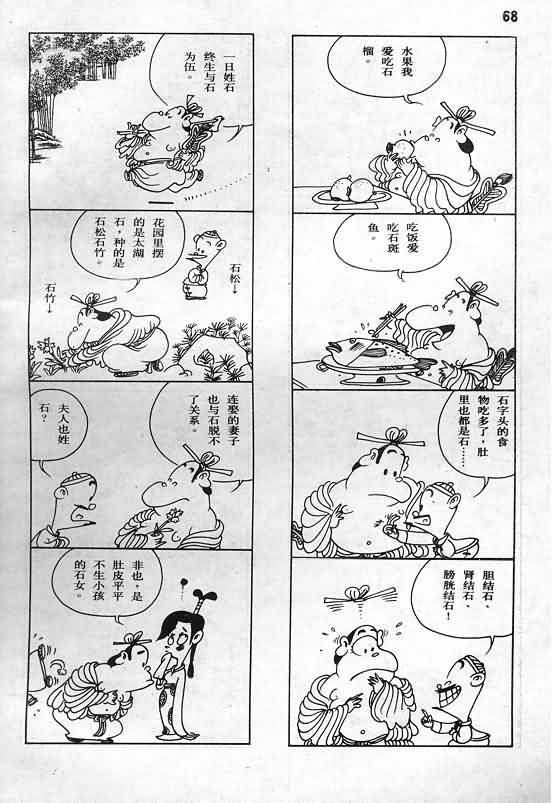 68
一日姓石
终生与石
为伍。
花园里摆
的是太湖
石，种的是
石松石竹。
石松↓
石竹↓
连娶的妻子
也与石脱不
了关系。
夫人也姓
石？
非也，是
肚皮平平
不生小孩
的石女。
水果我
爱吃石
榴。
吃饭爱
吃石斑
鱼。
石字头的食
物吃多了，肚
里也都是石……
胆结石、
肾结石、
膀胱结石！